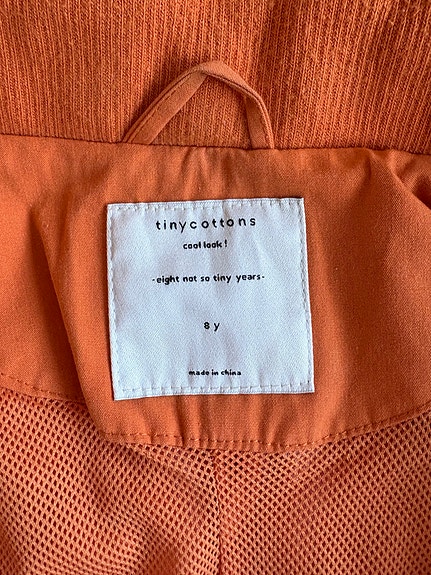 tinycottons
cool look!
-eight not so tiny years-
8 y
made in china